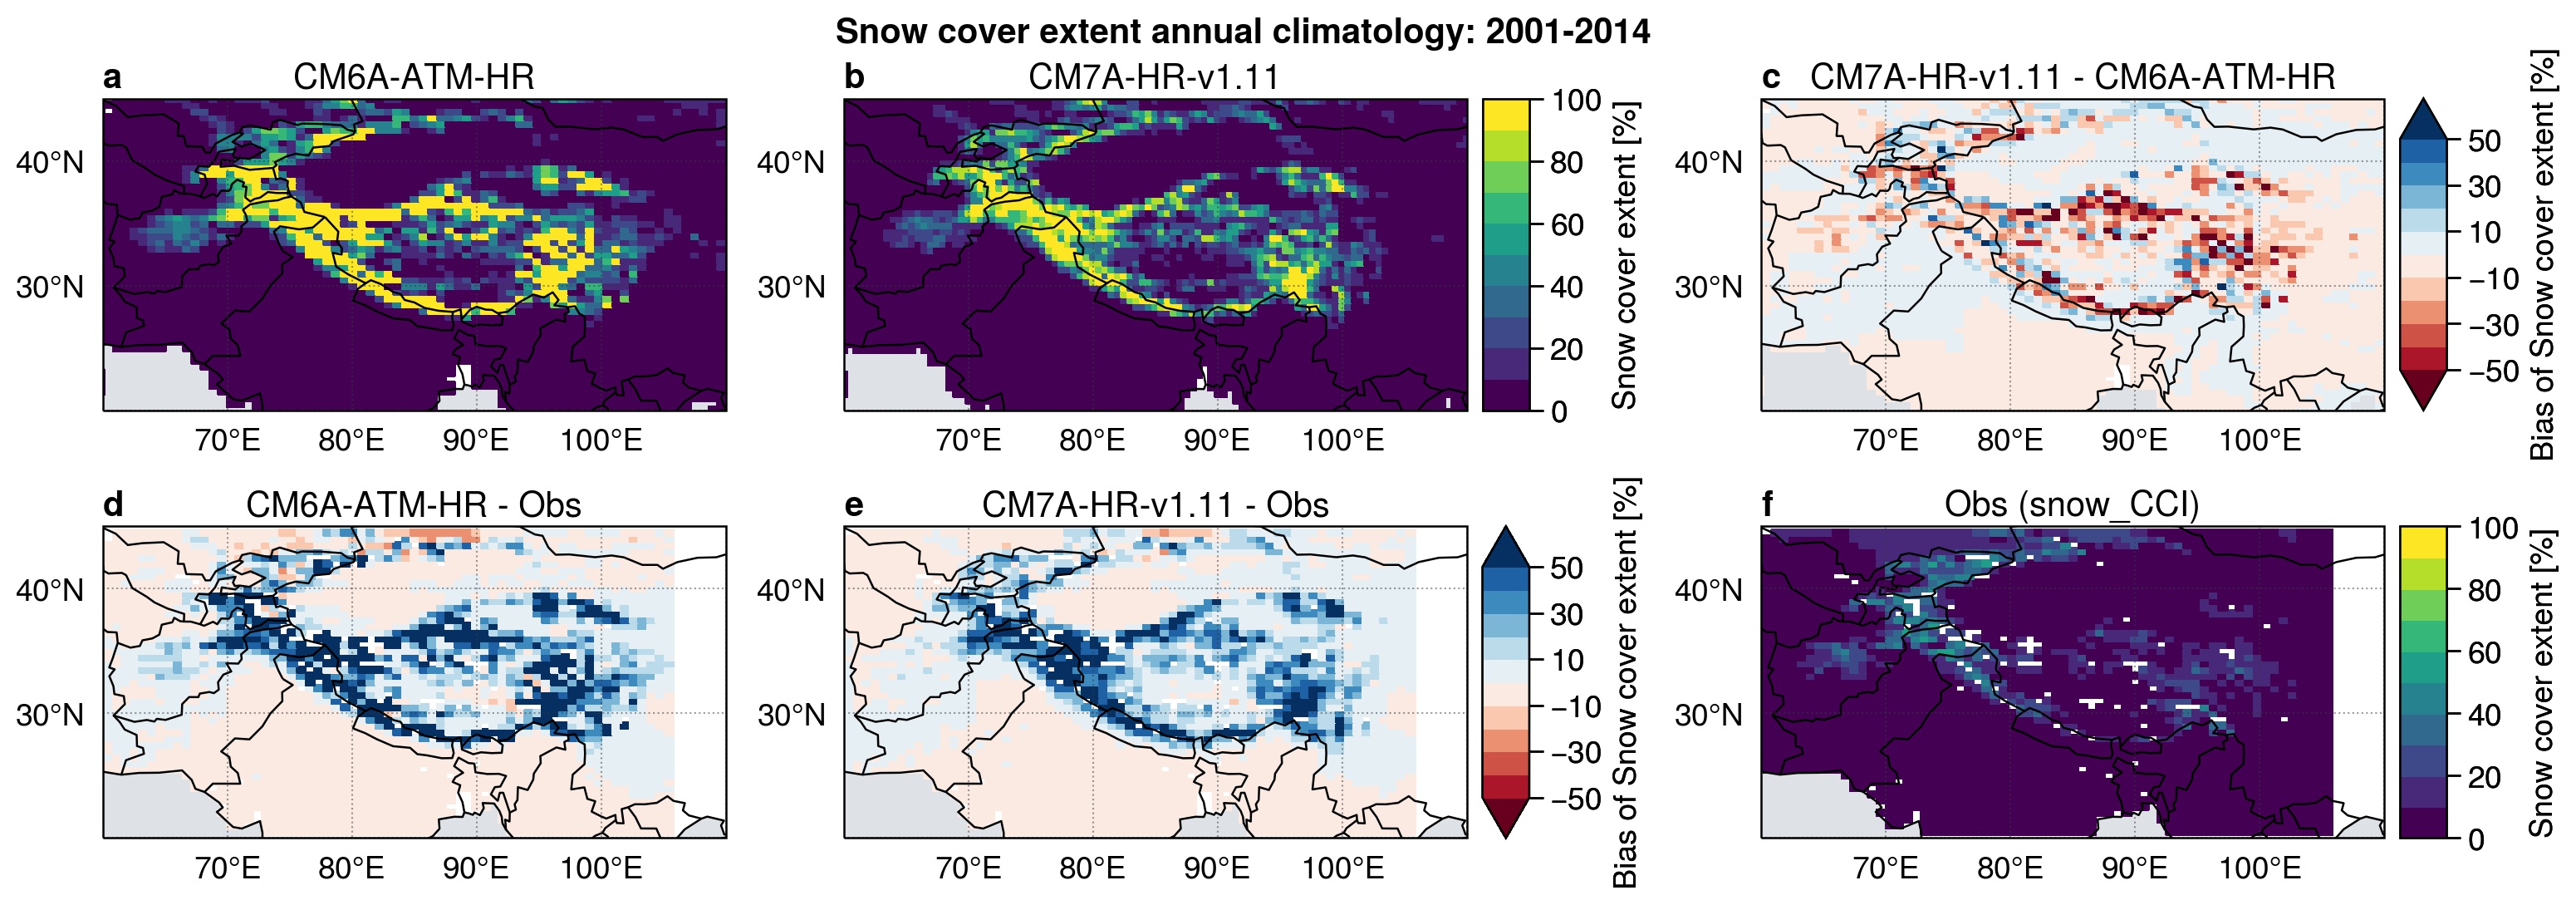 Snow cover extent annual climatology: 2001-2014
a CM6A-ATM-HR
40°N
30°N
70°E 80°E 90°E 100°E
b CM7A-HR-v1.11
40°N
30°N
70°E 80°E 90°E 100°E
100
80
60
40
20
0
Snow cover extent [%]
c CM7A-HR-v1.11 - CM6A-ATM-HR
40°N
30°N
70°E 80°E 90°E 100°E
50
30
10
−10
−30
−50
Bias of Snow cover extent [%]
d CM6A-ATM-HR - Obs
40°N
30°N
70°E 80°E 90°E 100°E
e CM7A-HR-v1.11 - Obs
40°N
30°N
70°E 80°E 90°E 100°E
50
30
10
−10
−30
−50
Bias of Snow cover extent [%]
f Obs (snow_CCI)
40°N
30°N
70°E 80°E 90°E 100°E
100
80
60
40
20
0
Snow cover extent [%]